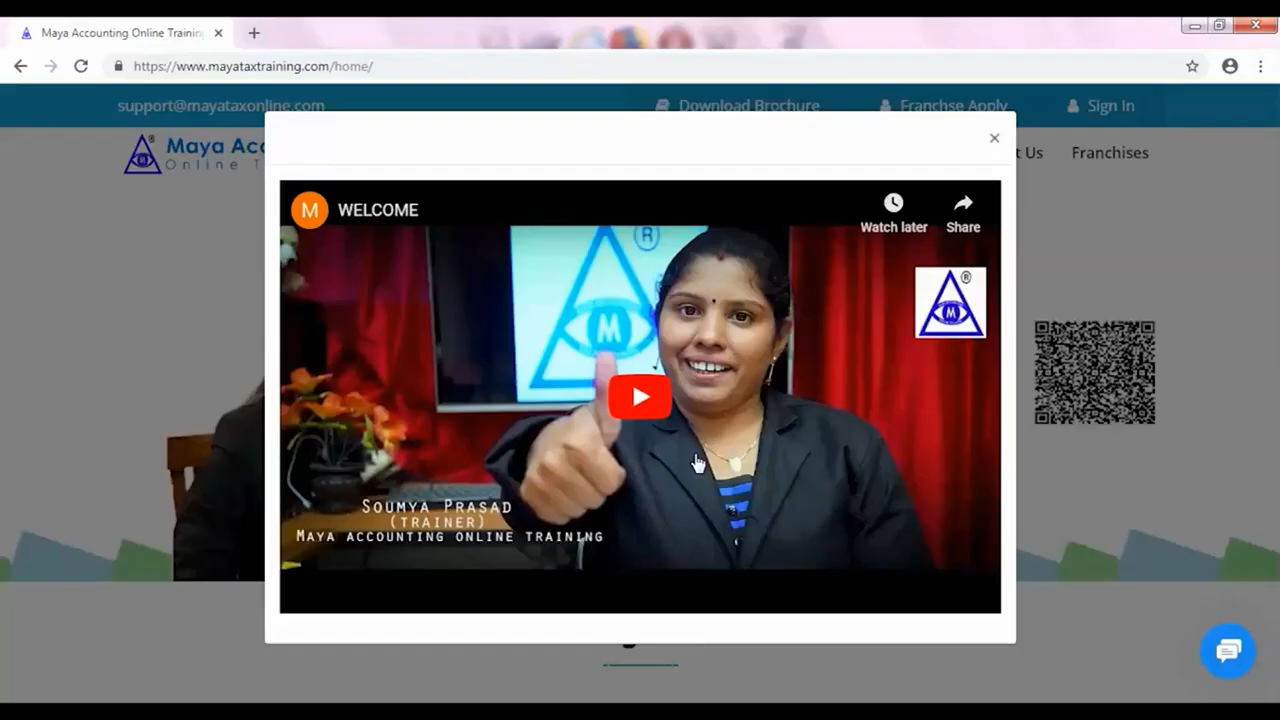 Maya Accounting Online Trainin
https://www.mayataxtraining.com/home/
support@mayataxonline.com
Download Brochure
Franchse Apply
Sign In
Maya Acc
Online T
t Us
Franchises
M
WELCOME
Watch later
Share
®
M
®
M
SOUMYA PRASAD
(TRAINER)
MAYA ACCOUNTING ONLINE TRAINING